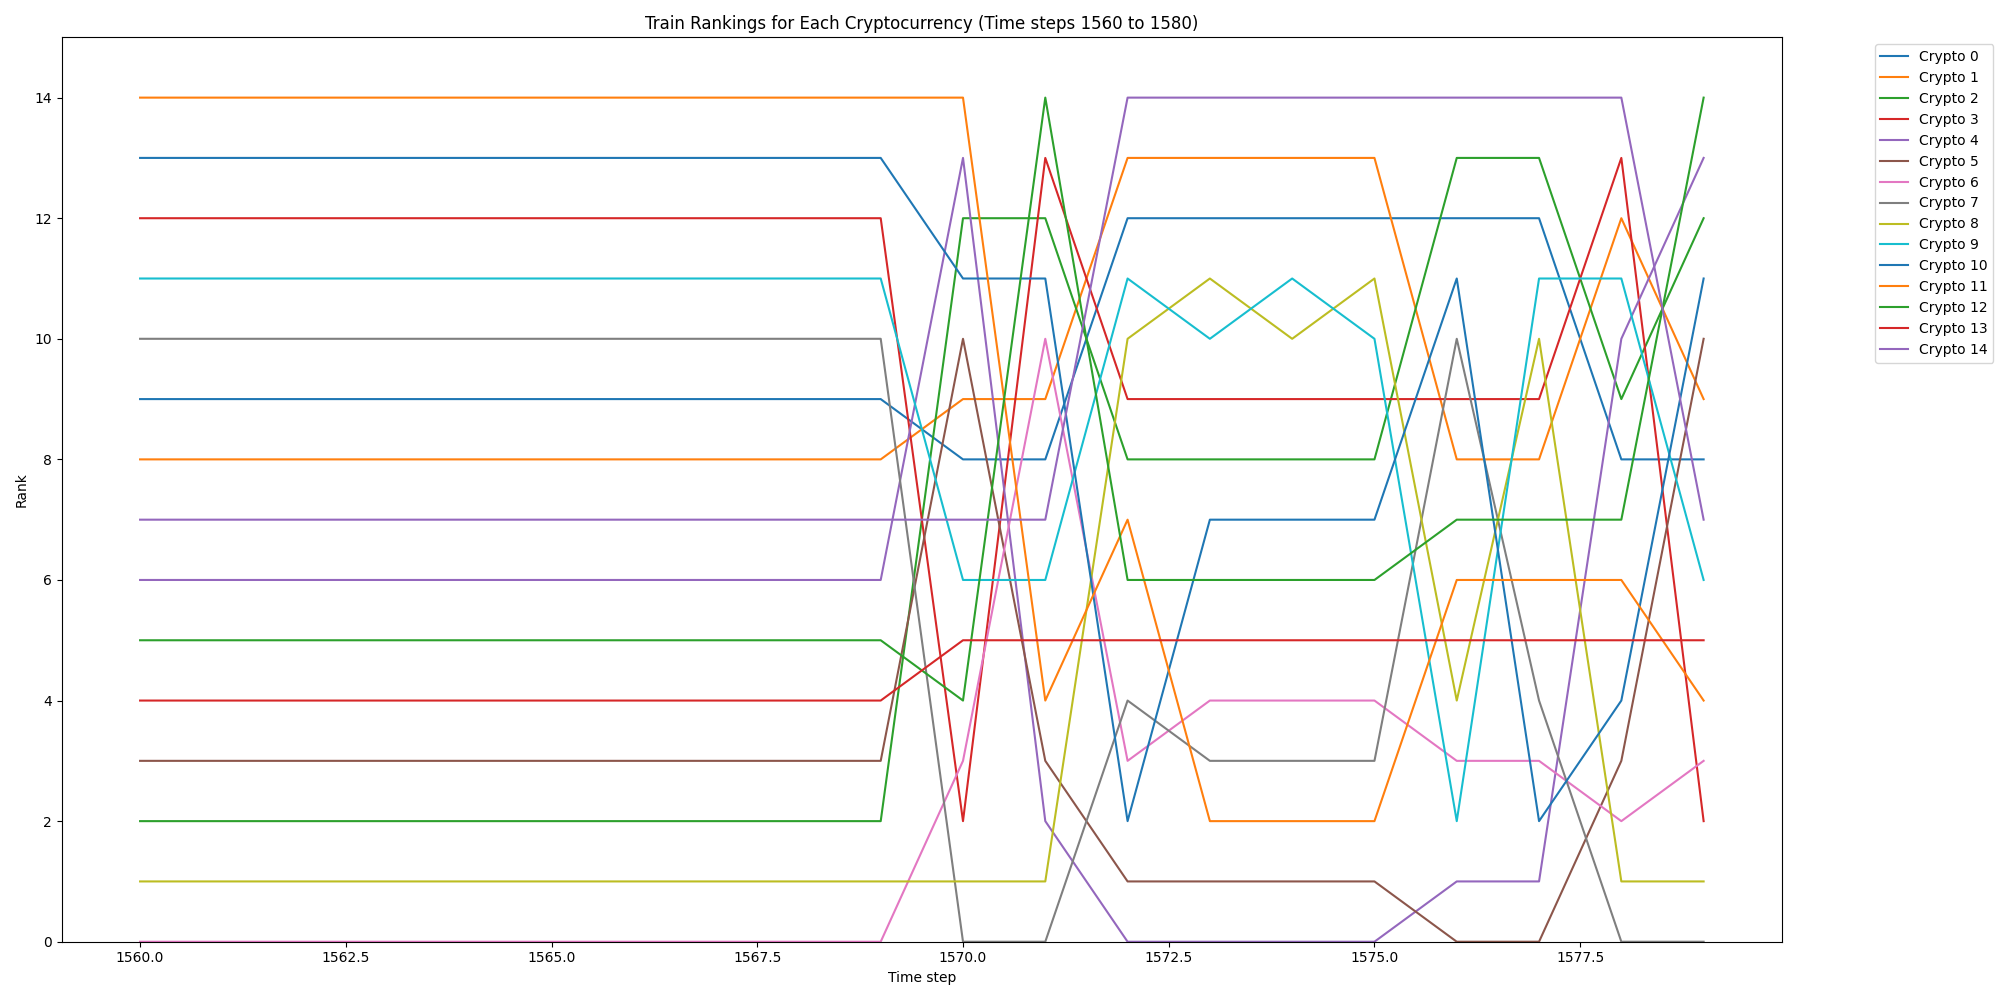 Train Rankings for Each Cryptocurrency (Time steps 1560 to 1580)
Crypto 0
Crypto 1
Crypto 2
Crypto 3
Crypto 4
Crypto 5
Crypto 6
Crypto 7
Crypto 8
Crypto 9
Crypto 10
Crypto 11
Crypto 12
Crypto 13
Crypto 14
14
12
10
8
6
4
2
0
Rank
1560.0 1562.5 1565.0 1567.5 1570.0 1572.5 1575.0 1577.5
Time step